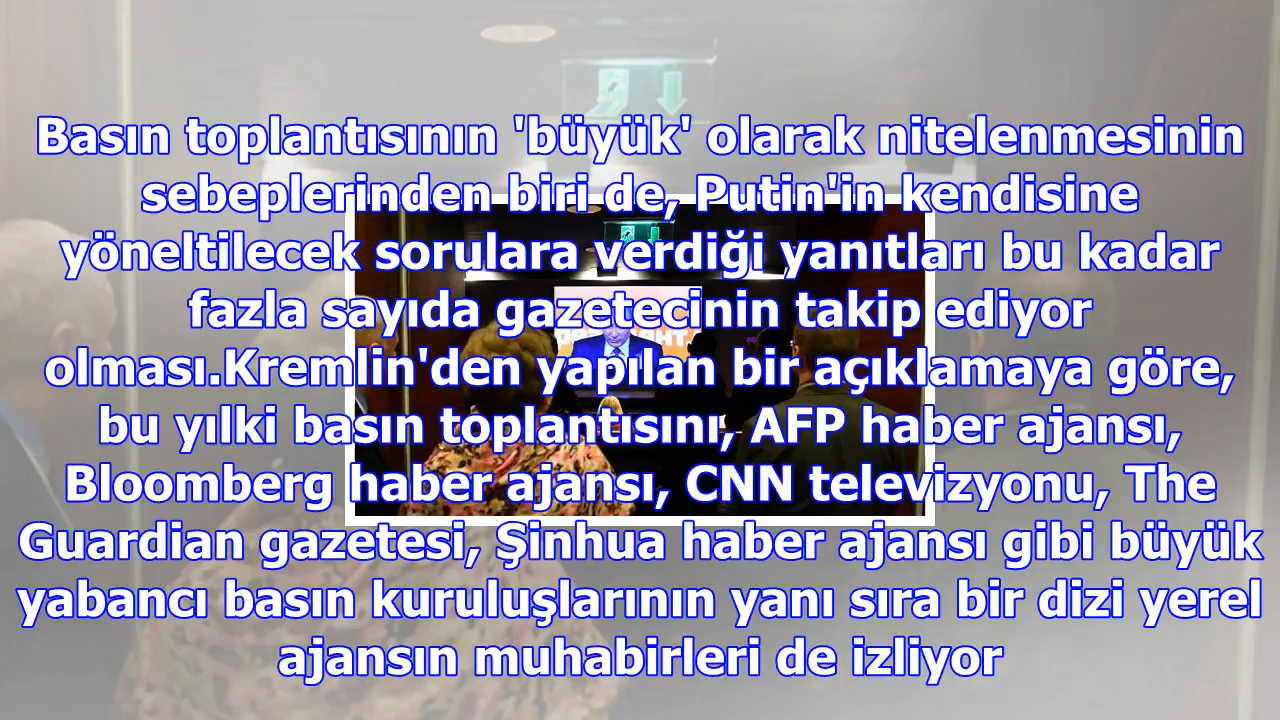 Basın toplantısının 'büyük' olarak nitelenmesinin
sebeplerinden biri de, Putin'in kendisine
yöneltilecek sorulara verdiği yanıtları bu kadar
fazla sayıda gazetecinin takip ediyor
olması.Kremlin'den yapılan bir açıklamaya göre,
bu yılki basın toplantısını, AFP haber ajansı,
Bloomberg haber ajansı, CNN televizyonu, The
Guardian gazetesi, Şinhua haber ajansı gibi büyük
yabancı basın kuruluşlarının yanı sıra bir dizi yerel
ajansın muhabirleri de izliyor